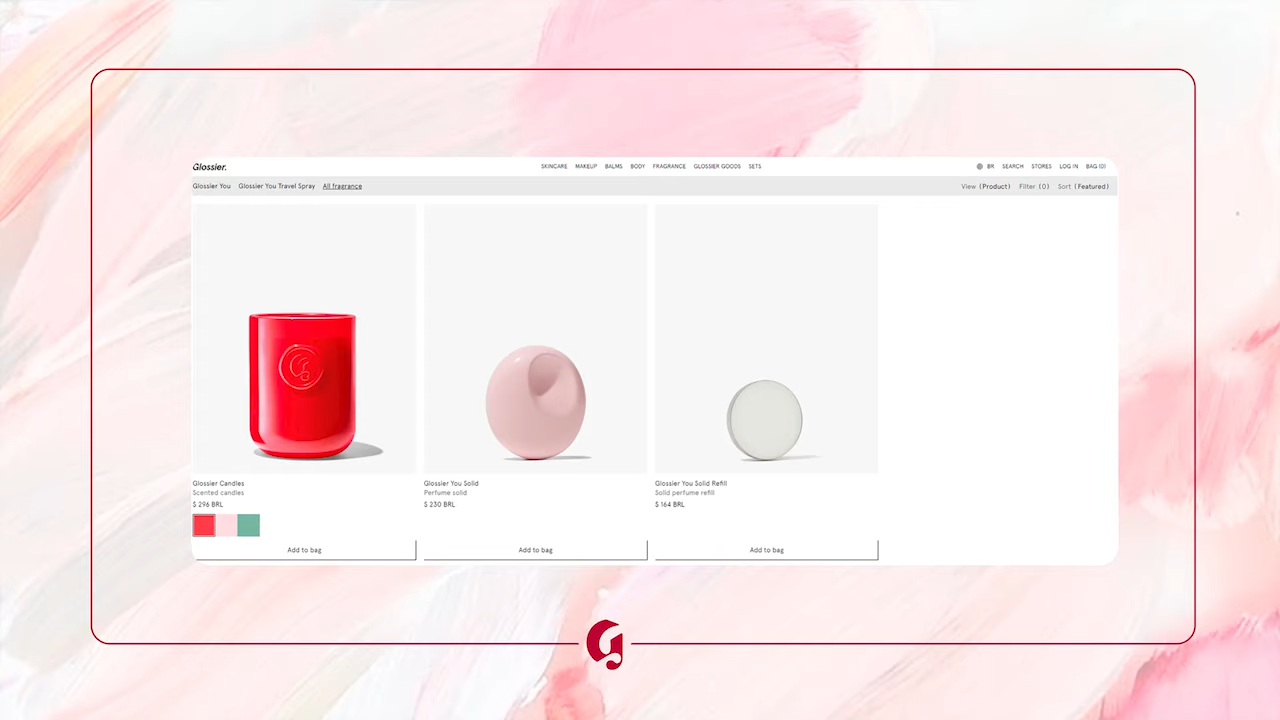 Glossier.
SKINCARE MAKEUP BALMS BODY FRAGRANCE GLOSSIER GOODS SETS
BR SEARCH STORES LOG IN BAG (0)
Glossier You Glossier You Travel Spray All fragrance
View (Product) Filter (0) Sort (Featured)
Glossier Candles
Scented candles
$ 296 BRL
Add to bag
Glossier You Solid
Perfume solid
$ 230 BRL
Add to bag
Glossier You Solid Refill
Solid perfume refill
$ 164 BRL
Add to bag
G